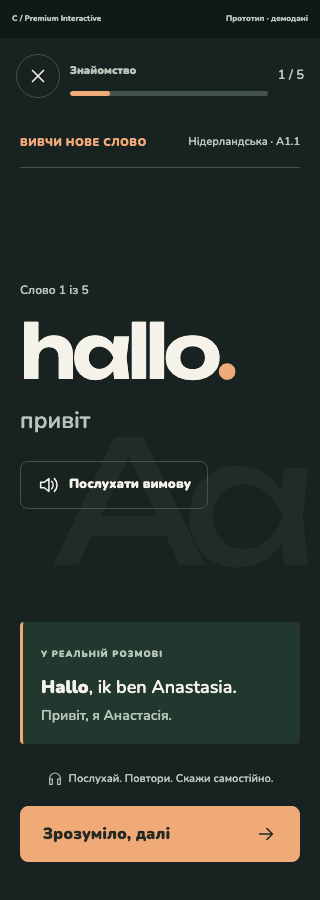 C / Premium Interactive
Прототип · демодані
Знайомство
1 / 5
ВИВЧИ НОВЕ СЛОВО
Нідерландська · A1.1
Слово 1 із 5
hallo.
привіт
Aa
Послухати вимову
У РЕАЛЬНІЙ РОЗМОВІ
Hallo, ik ben Anastasia.
Привіт, я Анастасія.
Послухай. Повтори. Скажи самостійно.
Зрозуміло, далі